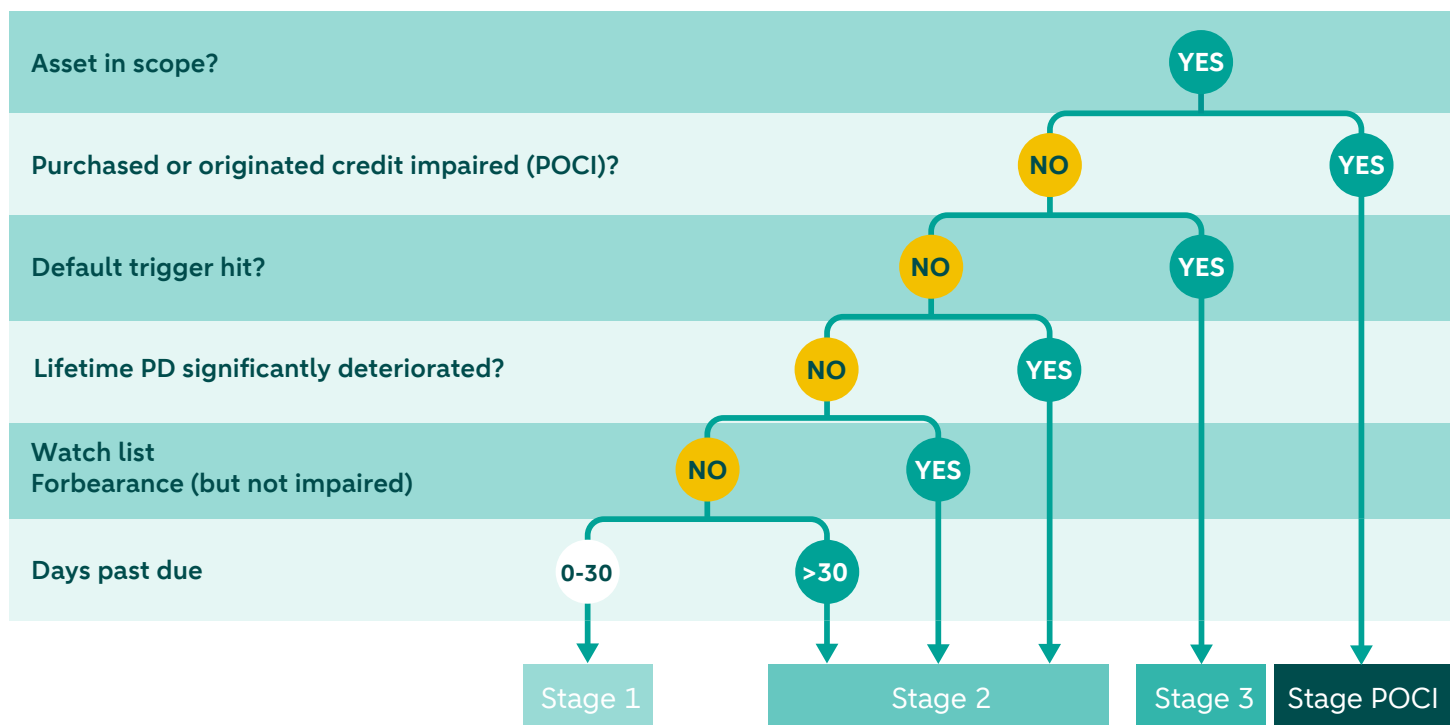 Asset in scope?
YES
Purchased or originated credit impaired (POCI)?
NO
YES
Default trigger hit?
NO
YES
Lifetime PD significantly deteriorated?
NO
YES
Watch list
Forbearance (but not impaired)
NO
YES
Days past due
0-30
>30
Stage 1
Stage 2
Stage 3
Stage POCI